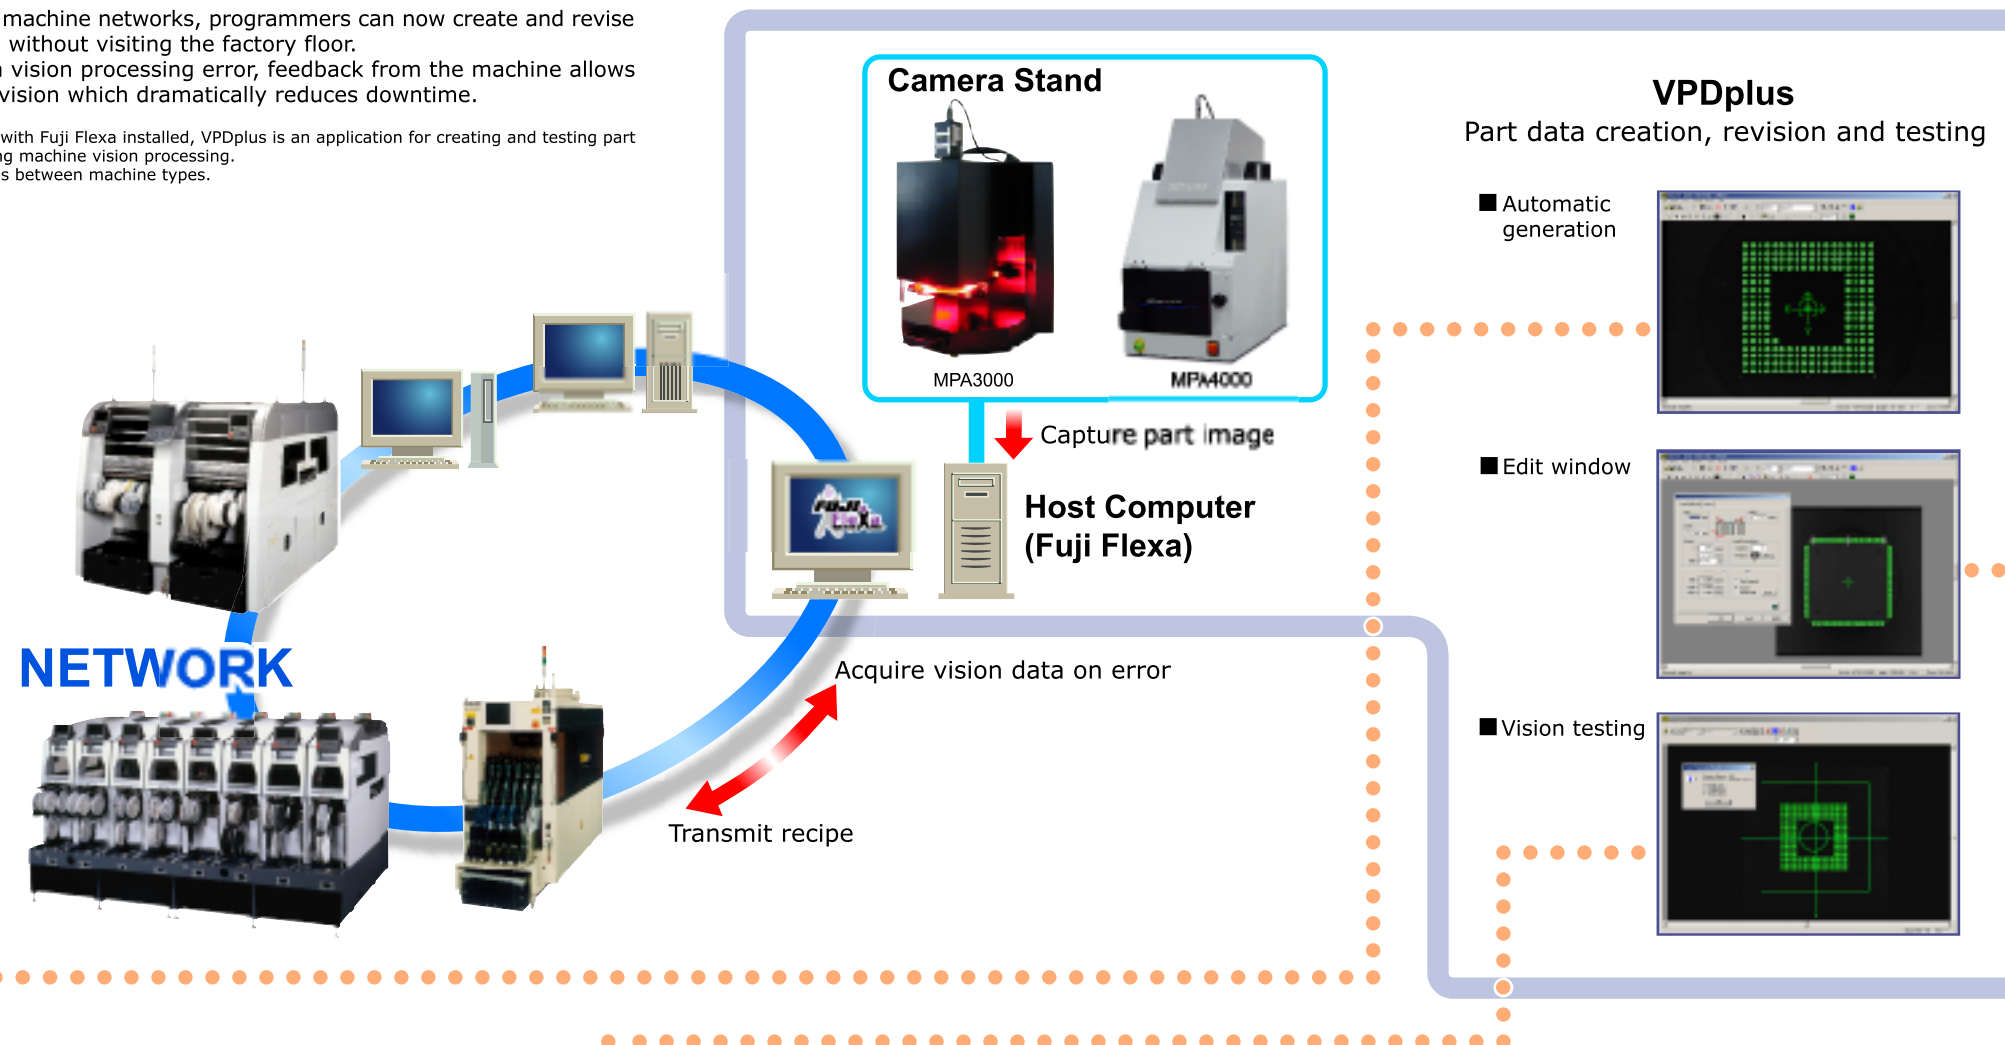 machine networks, programmers can now create and revise
without visiting the factory floor.
vision processing error, feedback from the machine allows
vision which dramatically reduces downtime.
with Fuji Flexa installed, VPDplus is an application for creating and testing part
machine vision processing.
between machine types.
Camera Stand
MPA3000
MPA4000
Capture part image
FUJI
Flexa
Host Computer
(Fuji Flexa)
NETWORK
Acquire vision data on error
Transmit recipe
VPDplus
Part data creation, revision and testing
■ Automatic
generation
■ Edit window
■ Vision testing